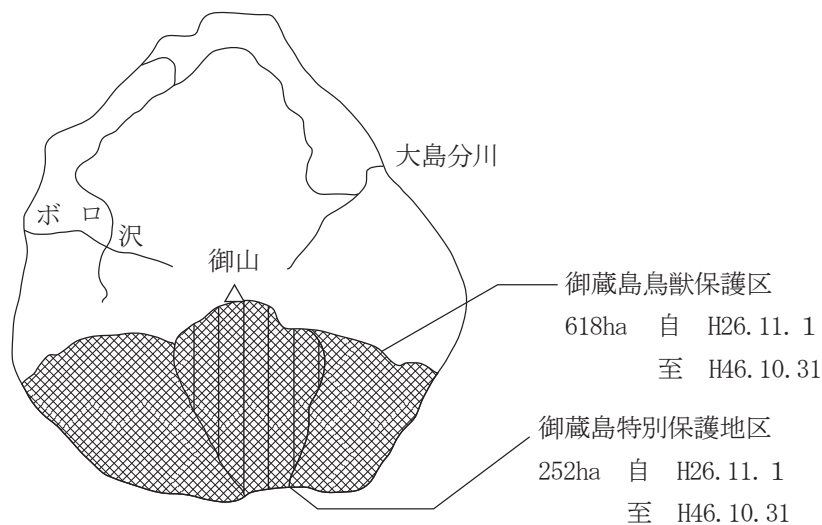 大島分川
ボロ沢
御山
御蔵島鳥獣保護区
618ha 自 H26.11. 1
至 H46.10.31
御蔵島特別保護地区
252ha 自 H26.11. 1
至 H46.10.31